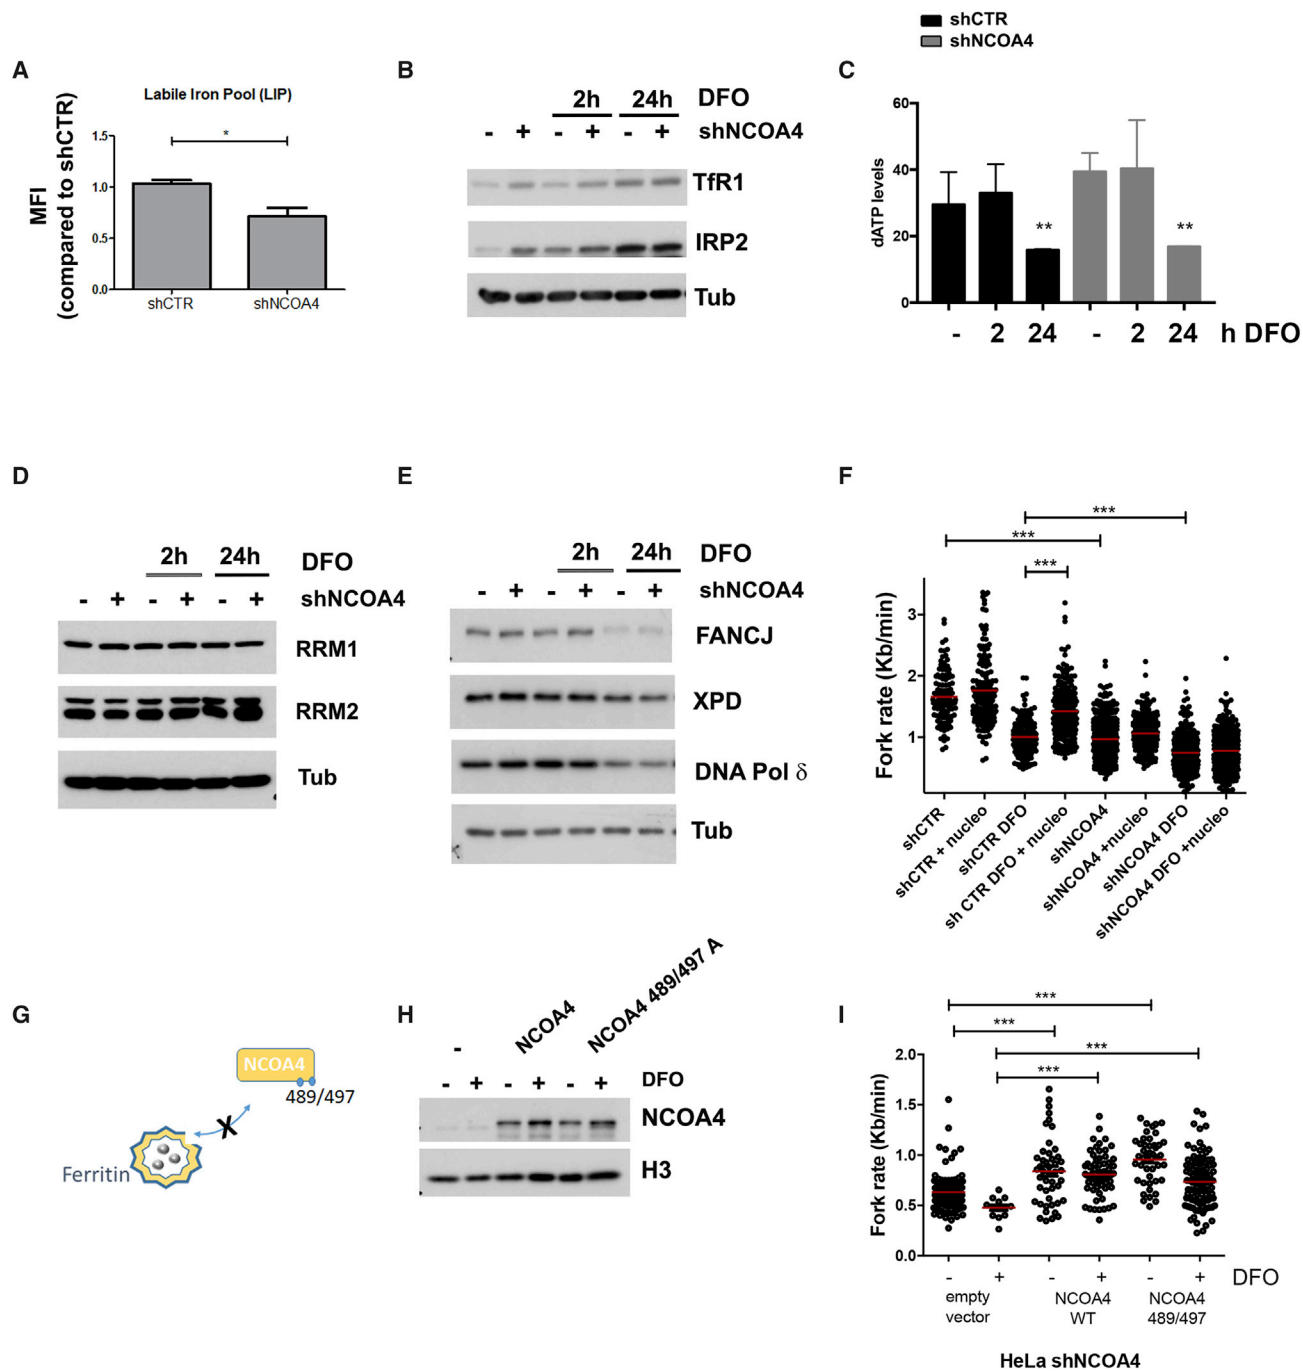 shCTR
shNCOA4
A
Labile Iron Pool (LIP)
MFI
(compared to shCTR)
1.5
1.0
0.5
0.0
*
shCTR shNCOA4
B
2h 24h DFO
- + - + - + shNCOA4
TfR1
IRP2
Tub
C
dATP levels
60
40
20
0
** **
- 2 24 - 2 24 h DFO
D
2h 24h DFO
- + - + - + shNCOA4
RRM1
RRM2
Tub
E
2h 24h DFO
- + - + - + shNCOA4
FANCJ
XPD
DNA Pol δ
Tub
F
***
***
***
Fork rate (Kb/min)
3
2
1
shCTR
shCTR + nucleo
shCTR DFO
sh CTR DFO + nucleo
shNCOA4
shNCOA4 +nucleo
shNCOA4 DFO
shNCOA4 DFO +nucleo
G
NCOA4
489/497
X
Ferritin
H
- NCOA4 NCOA4 489/497 A
- + - + - + DFO
NCOA4
H3
I
***
***
***
***
Fork rate (Kb/min)
2.0
1.5
1.0
0.5
0.0
- + - + - + DFO
empty NCOA4 NCOA4
vector WT 489/497
HeLa shNCOA4